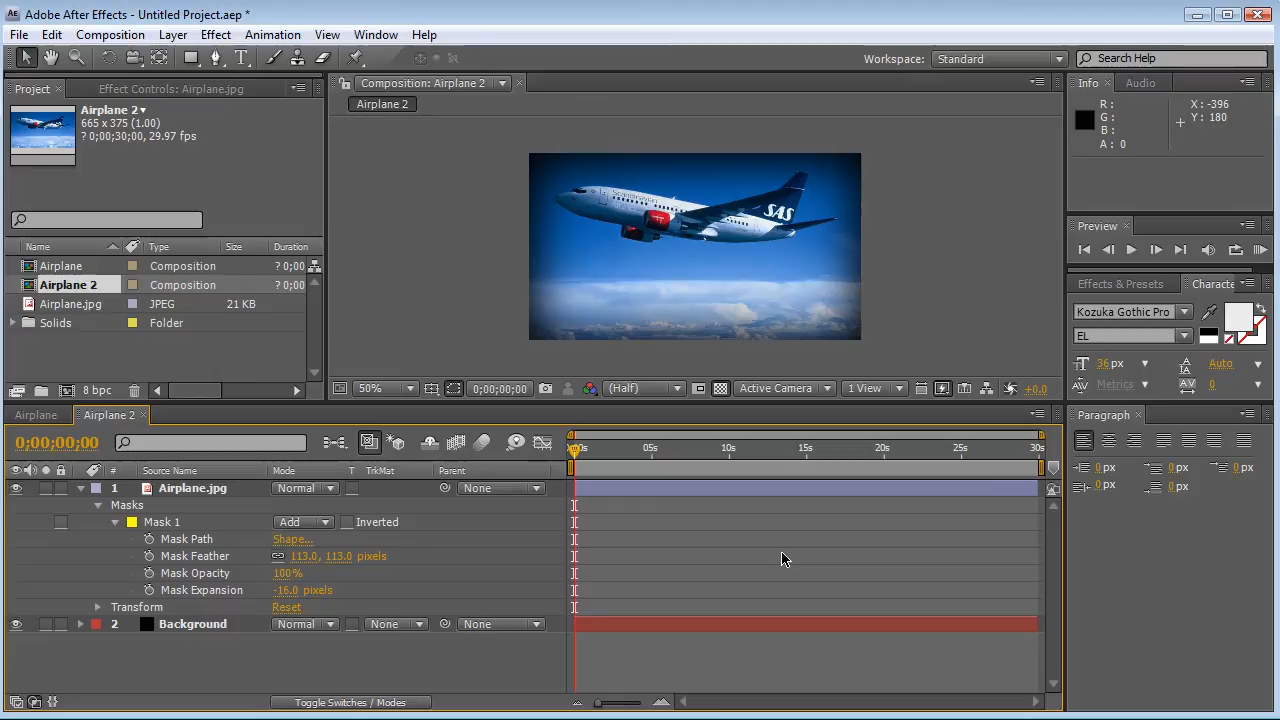 Adobe After Effects - Untitled Project.aep *
File Edit Composition Layer Effect Animation View Window Help
Workspace: Standard Search Help
Project Effect Controls: Airplane.jpg
Airplane 2
665 x 375 (1.00)
? 0;00;30;00, 29.97 fps
Name Type Size Duration
Airplane Composition ? 0;00
Airplane 2 Composition ? 0;00
Airplane.jpg JPEG 21 KB
Solids Folder
8 bpc
Composition: Airplane 2
Airplane 2
Scandinavian
SAS
50% 0;00;00;00 (Half) Active Camera 1 View +0.0
Info Audio
R: X: -396
G: Y: 180
B:
A: 0
Preview
Effects & Presets Characte
Kozuka Gothic Pro
EL
36 px Auto
Metrics 0
Paragraph
0 px 0 px 0 px
0 px 0 px
Airplane Airplane 2
0;00;00;00
# Source Name Mode T TrkMat Parent
00s 05s 10s 15s 20s 25s 30s
1 Airplane.jpg Normal None
Masks
Mask 1 Add Inverted
Mask Path Shape...
Mask Feather 113.0, 113.0 pixels
Mask Opacity 100%
Mask Expansion -16.0 pixels
Transform Reset
2 Background Normal None None
Toggle Switches / Modes